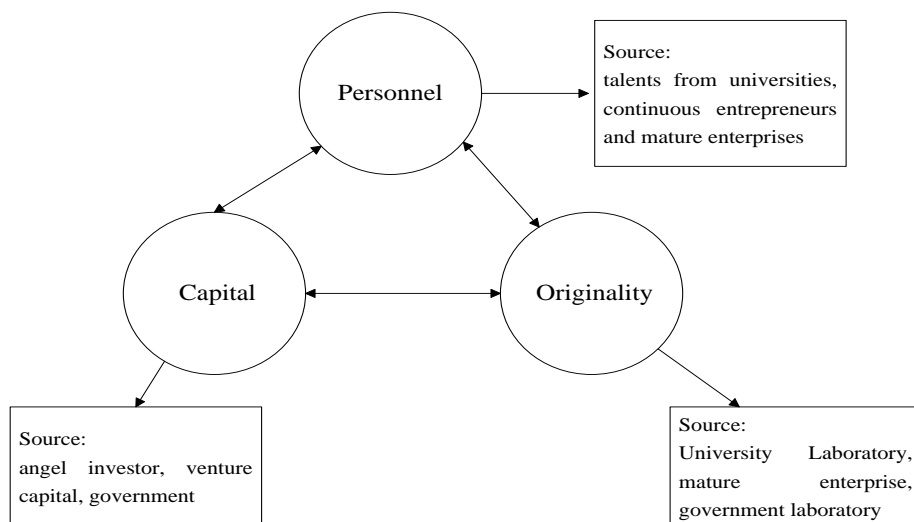 Source:
talents from universities,
continuous entrepreneurs
and mature enterprises
Personnel
Capital
Originality
Source:
angel investor, venture
capital, government
Source:
University Laboratory,
mature enterprise,
government laboratory